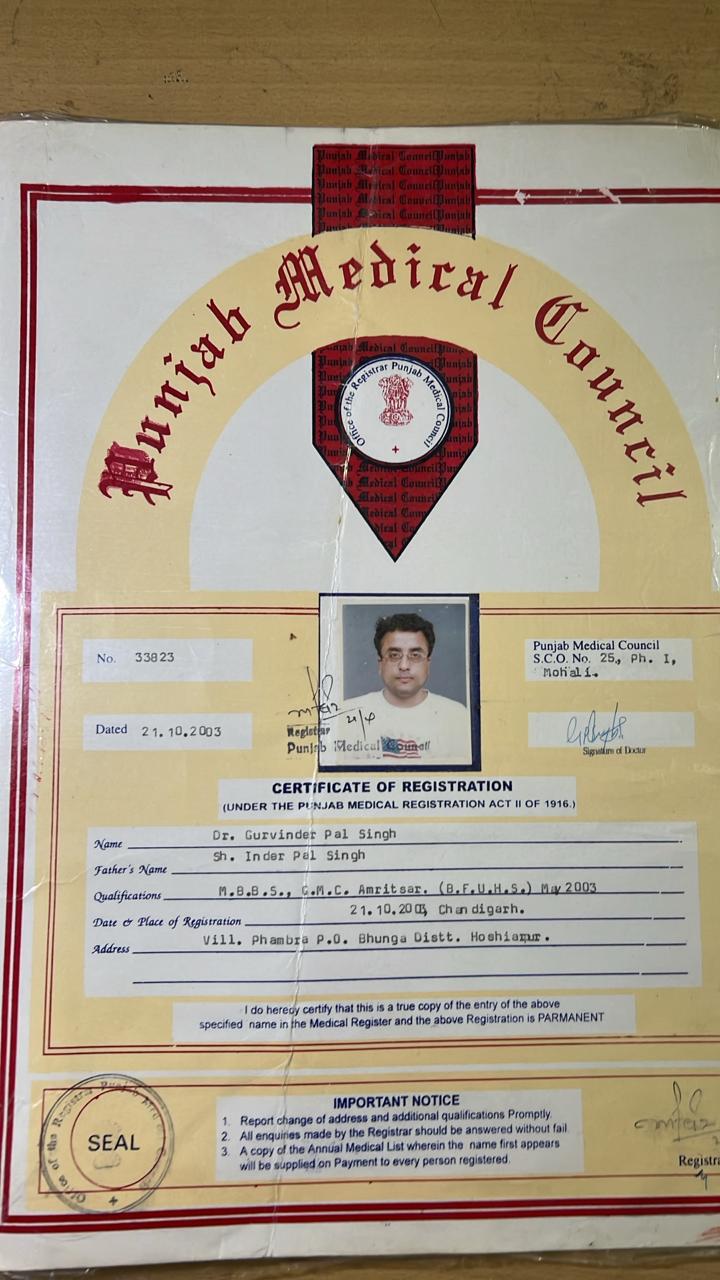 Punjab Medical Council
Office of the Registrar Punjab Medical Council
No. 33823
Dated 21.10.2003
Registrar
Punjab Medical Council
Punjab Medical Council
S.C.O. No. 25, Ph. I,
Mohali.
Signature of Doctor
CERTIFICATE OF REGISTRATION
(UNDER THE PUNJAB MEDICAL REGISTRATION ACT II OF 1916.)
Name Dr. Gurvinder Pal Singh
Father's Name Sh. Inder Pal Singh
Qualifications M.B.B.S., G.M.C. Amritsar. (B.F.U.H.S.) May 2003
Date & Place of Registration 21.10.2003, Chandigarh.
Address Vill. Phambra P.O. Bhunga Distt. Hoshiarpur.
I do hereby certify that this is a true copy of the entry of the above
specified name in the Medical Register and the above Registration is PARMANENT
IMPORTANT NOTICE
1. Report change of address and additional qualifications Promptly.
2. All enquiries made by the Registrar should be answered without fail.
3. A copy of the Annual Medical List wherein the name first appears
will be supplied on Payment to every person registered.
SEAL
Office of the Registrar Punjab
Registra